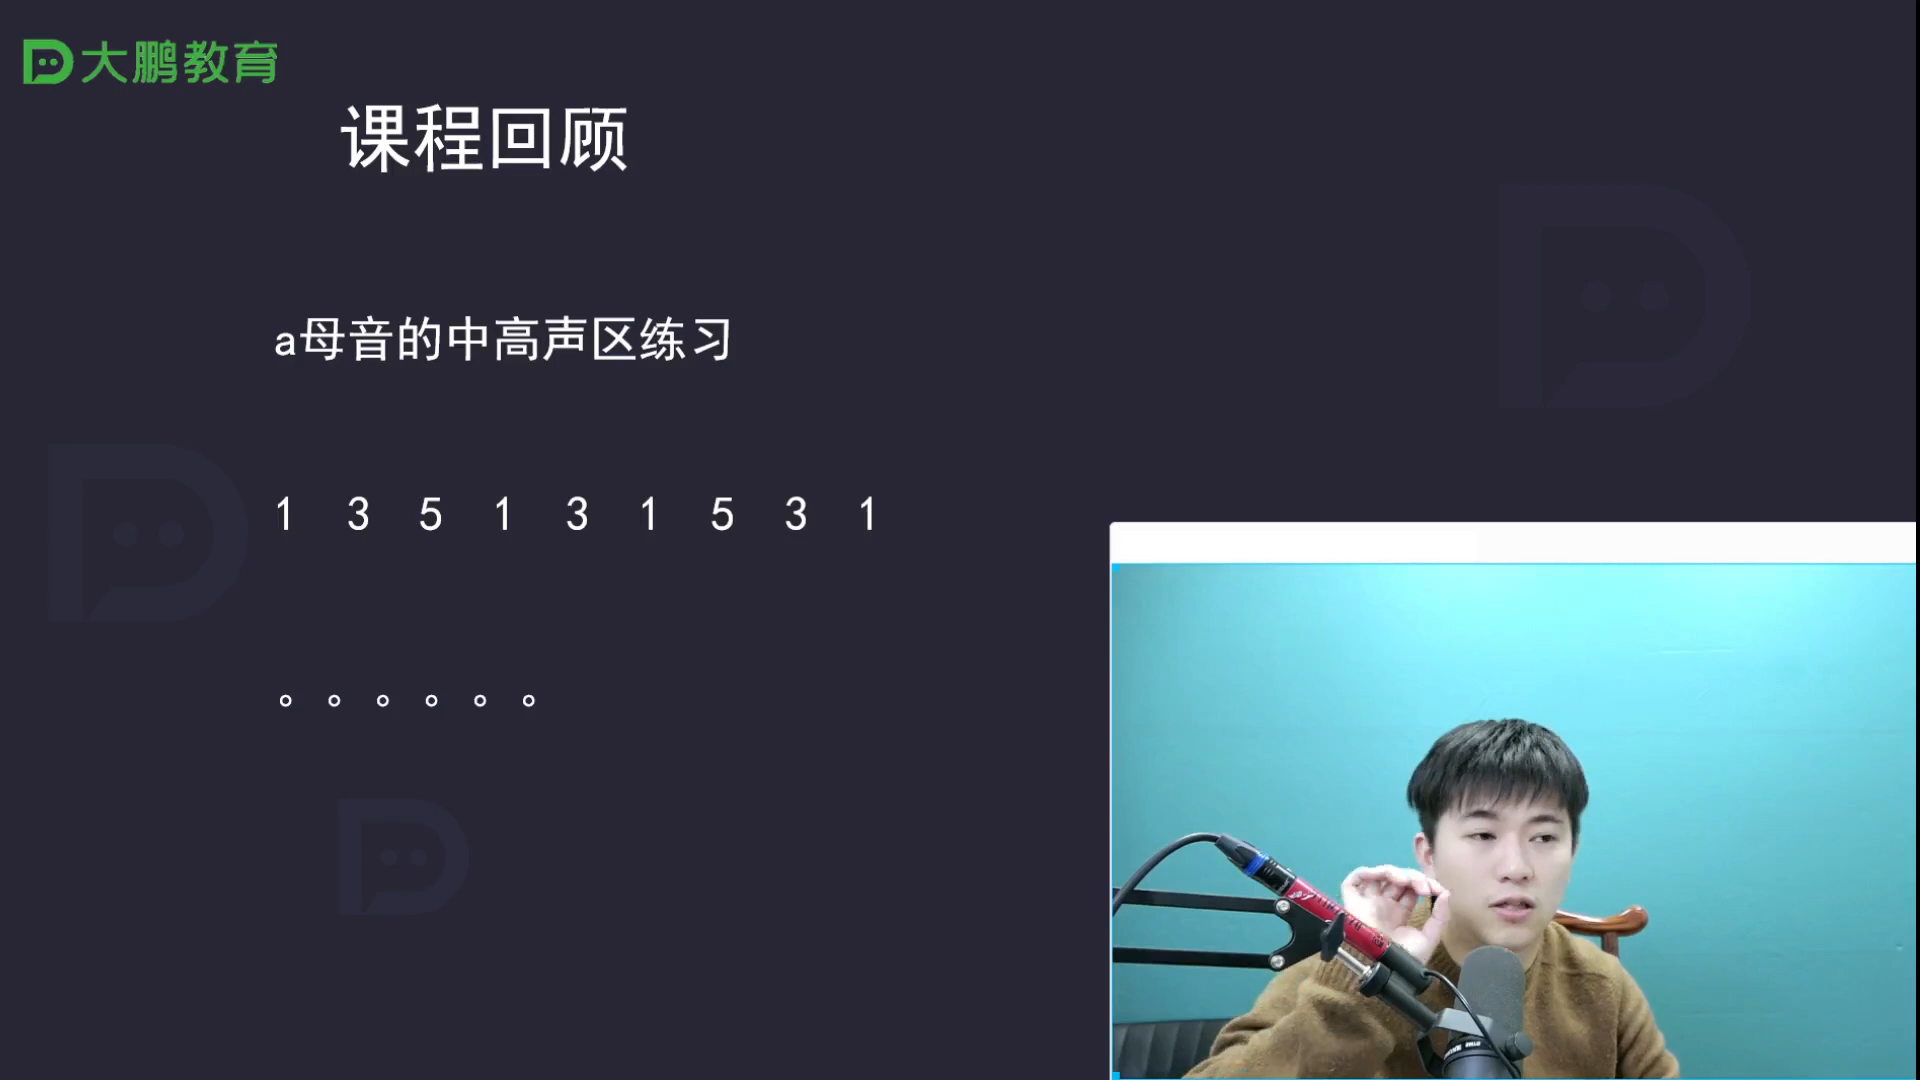 大鹏教育
课程回顾
a母音的中高声区练习
1 3 5 1 3 1 5 3 1
。。。。。。